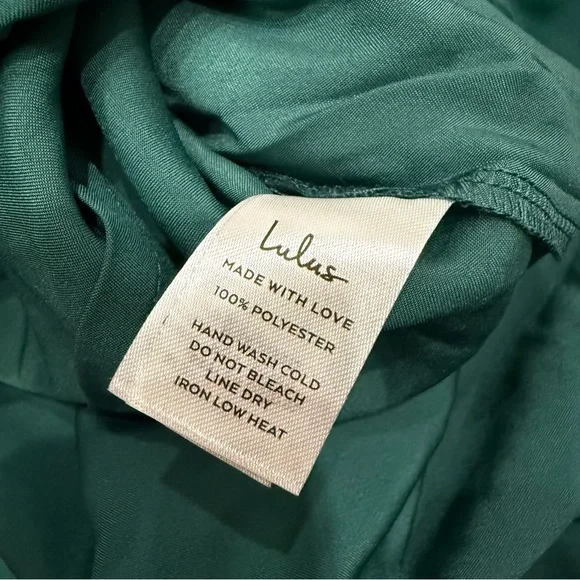 Lulus
MADE WITH LOVE
100% POLYESTER
HAND WASH COLD
DO NOT BLEACH
LINE DRY
IRON LOW HEAT